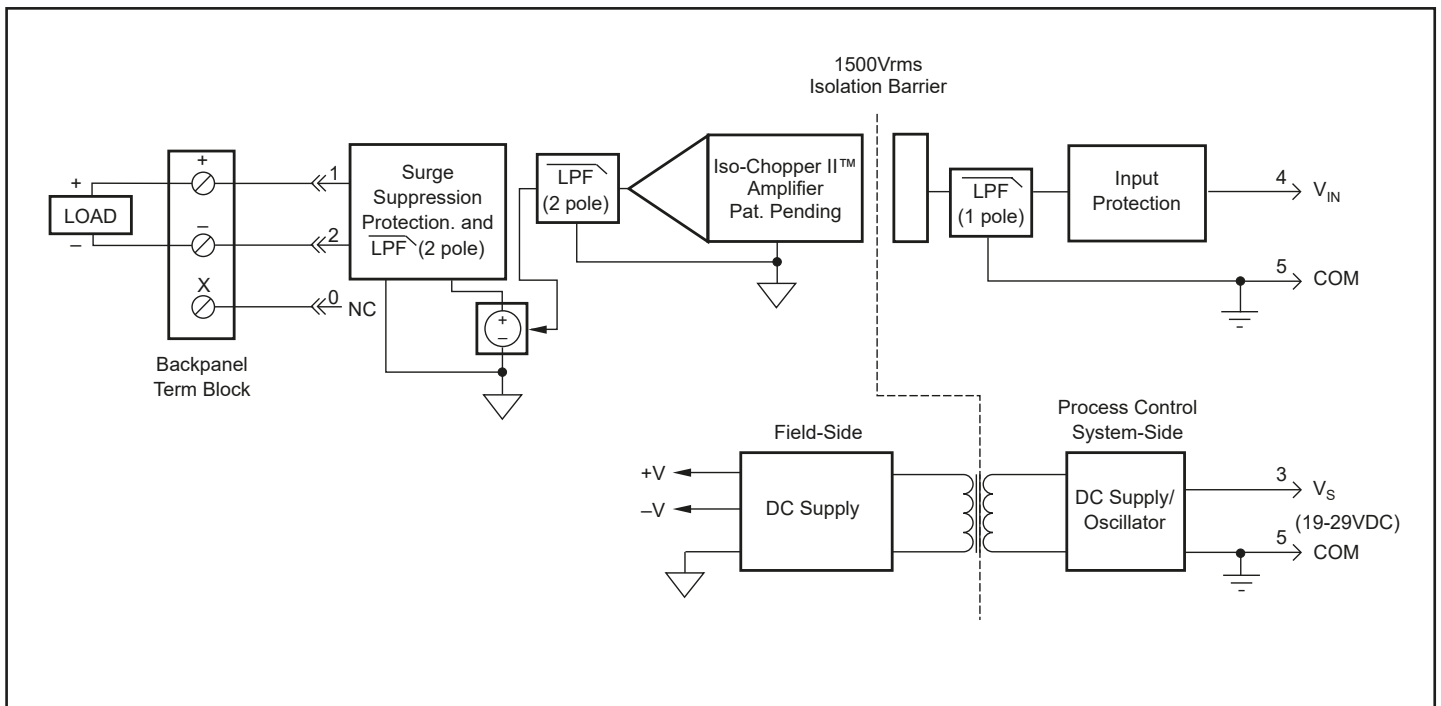 1500Vrms
Isolation Barrier
+
LOAD
–
+
–
X
Backpanel
Term Block
1
2
0
NC
Surge
Suppression
Protection. and
LPF (2 pole)
+
–
LPF
(2 pole)
Iso-Chopper II™
Amplifier
Pat. Pending
LPF
(1 pole)
Input
Protection
4
VIN
5
COM
Field-Side
+V
–V
DC Supply
Process Control
System-Side
DC Supply/
Oscillator
3
VS
(19-29VDC)
5
COM